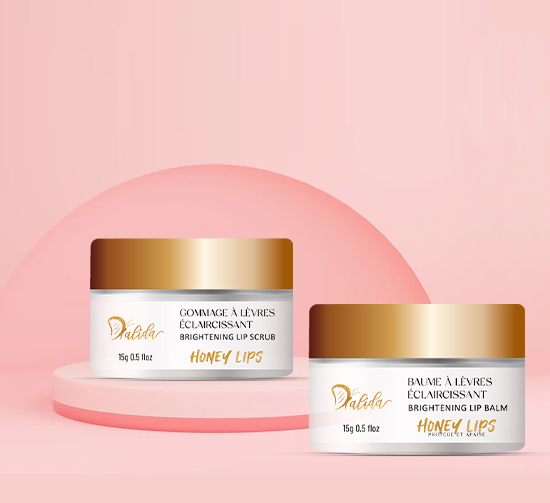 Dalida
GOMMAGE À LÈVRES
ÉCLAIRCISSANT
BRIGHTENING LIP SCRUB
15g 0.5 floz
HONEY LIPS
Dalida
BAUME À LÈVRES
ÉCLAIRCISSANT
BRIGHTENING LIP BALM
15g 0.5 floz
HONEY LIPS
PROTÈGE ET APAISE